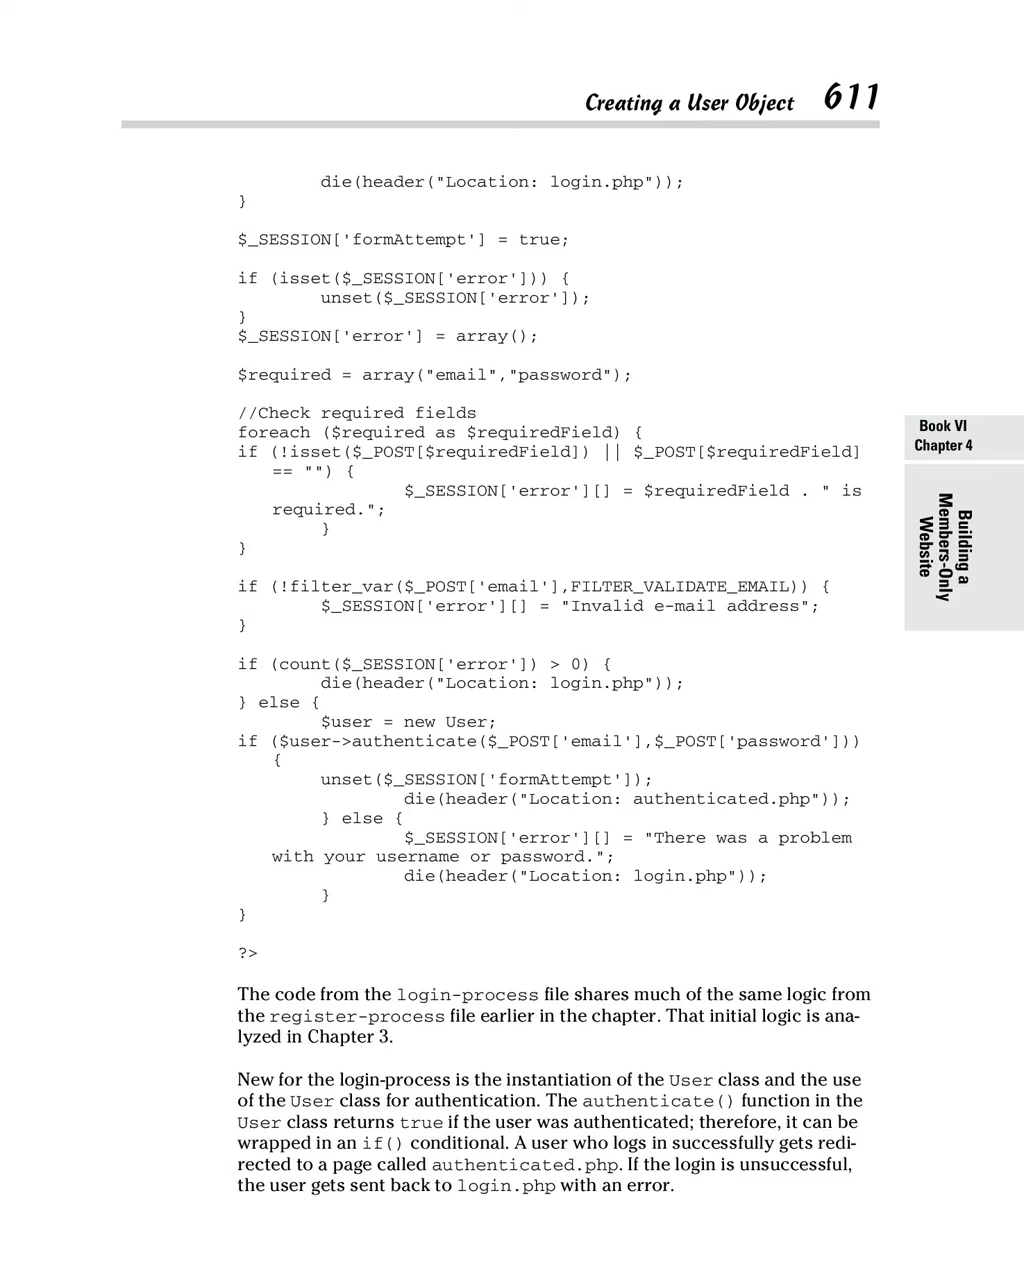 Creating a User Object 611
die(header("Location: login.php"));
}
$_SESSION['formAttempt'] = true;
if (isset($_SESSION['error'])) {
unset($_SESSION['error']);
}
$_SESSION['error'] = array();
$required = array("email","password");
//Check required fields
foreach ($required as $requiredField) {
if (!isset($_POST[$requiredField]) || $_POST[$requiredField]
== "") {
$_SESSION['error'][] = $requiredField . " is
required.";
}
}
if (!filter_var($_POST['email'],FILTER_VALIDATE_EMAIL)) {
$_SESSION['error'][] = "Invalid e-mail address";
}
if (count($_SESSION['error']) > 0) {
die(header("Location: login.php"));
} else {
$user = new User;
if ($user->authenticate($_POST['email'],$_POST['password']))
{
unset($_SESSION['formAttempt']);
die(header("Location: authenticated.php"));
} else {
$_SESSION['error'][] = "There was a problem
with your username or password.";
die(header("Location: login.php"));
}
}
?>
The code from the login-process file shares much of the same logic from
the register-process file earlier in the chapter. That initial logic is ana-
lyzed in Chapter 3.
New for the login-process is the instantiation of the User class and the use
of the User class for authentication. The authenticate() function in the
User class returns true if the user was authenticated; therefore, it can be
wrapped in an if() conditional. A user who logs in successfully gets redi-
rected to a page called authenticated.php. If the login is unsuccessful,
the user gets sent back to login.php with an error.
Book VI
Chapter 4
Building a
Members-Only
Website